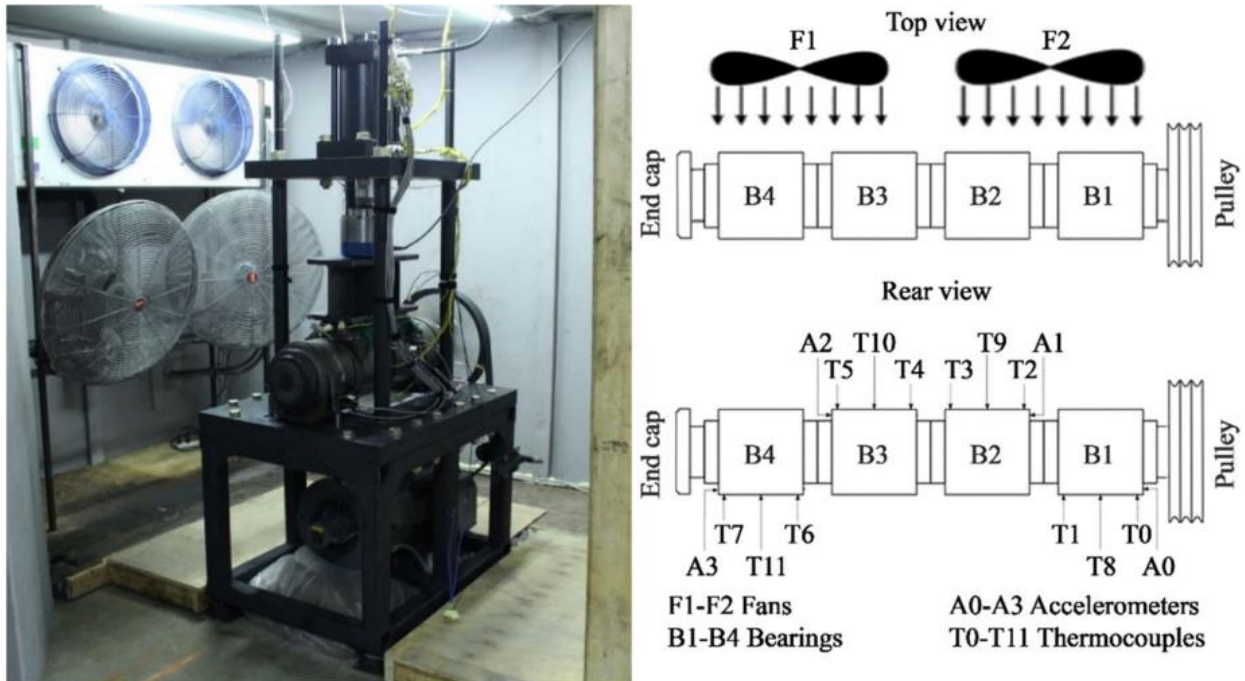 Top view
F1 F2
End cap
B4 B3 B2 B1
Pulley
Rear view
A2 T10 T9 A1
T5 T4 T3 T2
End cap
B4 B3 B2 B1
Pulley
T7 T6 T1 T0
A3 T11 T8 A0
F1-F2 Fans A0-A3 Accelerometers
B1-B4 Bearings T0-T11 Thermocouples